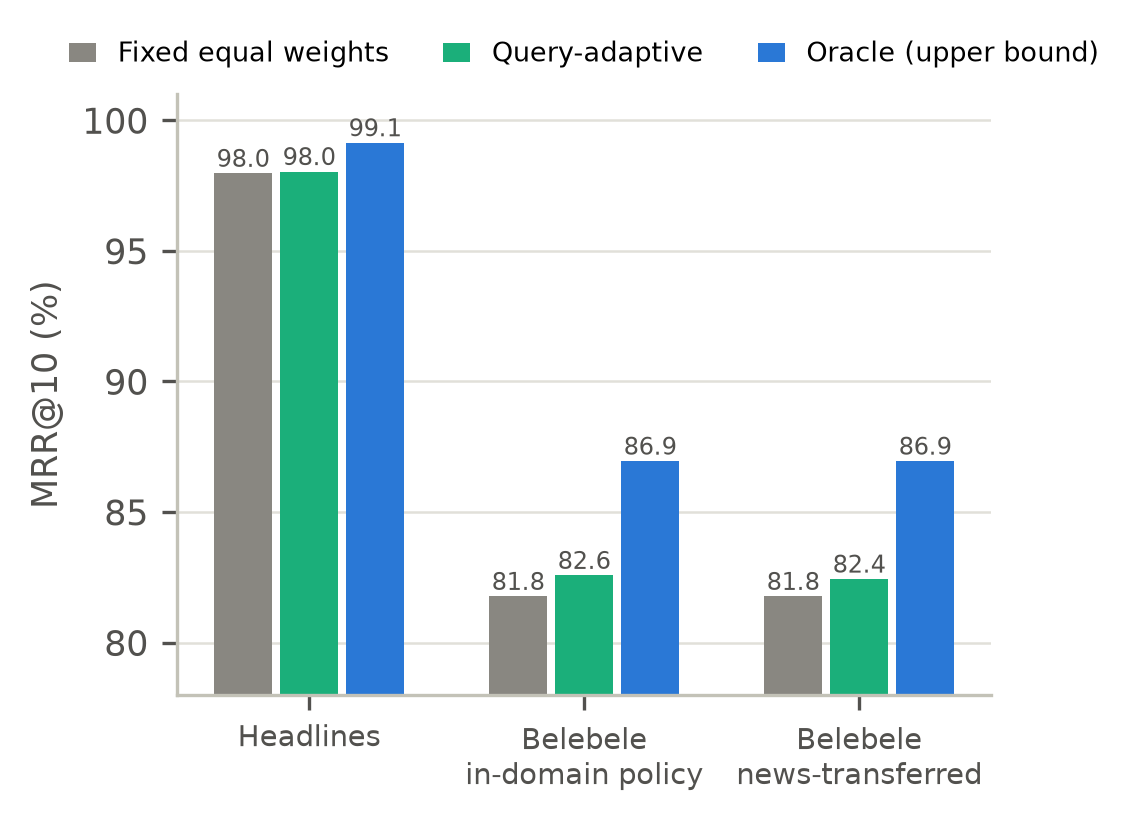 Fixed equal weights Query-adaptive Oracle (upper bound)
MRR@10 (%)
100
95
90
85
80
98.0 98.0 99.1
81.8 82.6 86.9
81.8 82.4 86.9
Headlines
Belebele
in-domain policy
Belebele
news-transferred